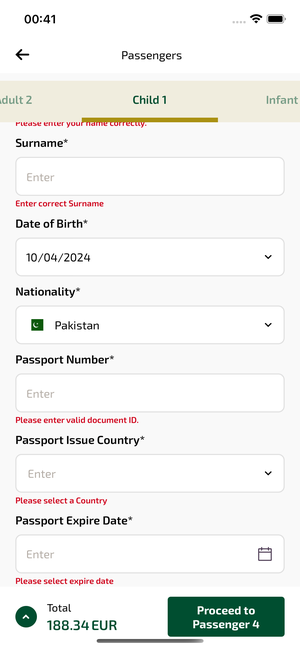 00:41
Passengers
dult 2
Child 1
Infant
Please enter your name correctly.
Surname*
Enter
Enter correct Surname
Date of Birth*
10/04/2024
Nationality*
Pakistan
Passport Number*
Enter
Please enter valid document ID.
Passport Issue Country*
Enter
Please select a Country
Passport Expire Date*
Enter
Please select expire date
Total
188.34 EUR
Proceed to
Passenger 4